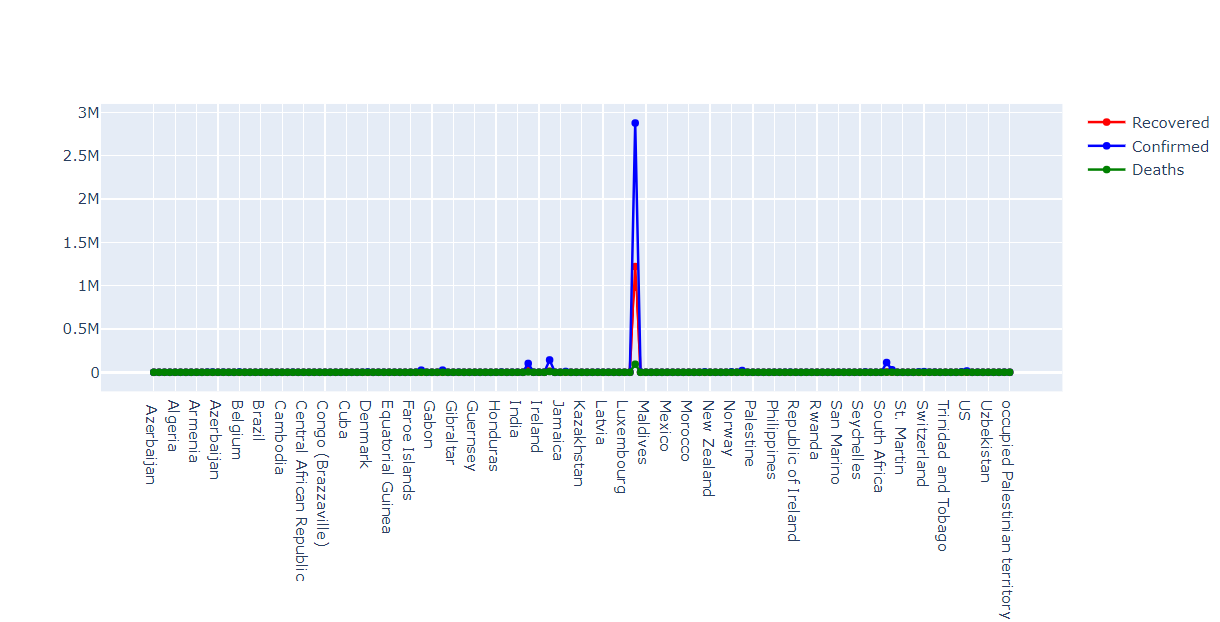 3M
2.5M
2M
1.5M
1M
0.5M
0
Recovered
Confirmed
Deaths
Azerbaijan
Algeria
Armenia
Azerbaijan
Belgium
Brazil
Cambodia
Central African Republic
Congo (Brazzaville)
Cuba
Denmark
Equatorial Guinea
Faroe Islands
Gabon
Gibraltar
Guernsey
Honduras
India
Ireland
Jamaica
Kazakhstan
Latvia
Luxembourg
Maldives
Mexico
Morocco
New Zealand
Norway
Palestine
Philippines
Republic of Ireland
Rwanda
San Marino
Seychelles
South Africa
St. Martin
Switzerland
Trinidad and Tobago
US
Uzbekistan
occupied Palestinian territory